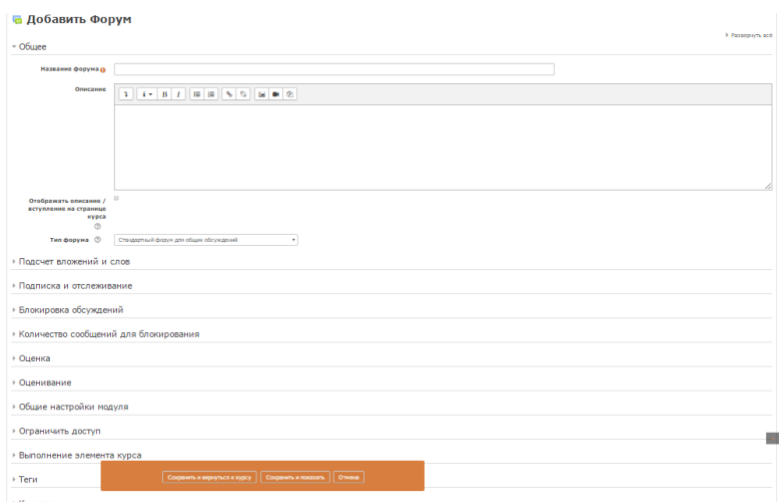 Добавить Форум
Развернуть всё
Общее
Название форума
Описание
Отображать описание /
вступление на странице
курса
Тип форума
Стандартный форум для общих обсуждений
Подсчет вложений и слов
Подписка и отслеживание
Блокировка обсуждений
Количество сообщений для блокирования
Оценка
Оценивание
Общие настройки модуля
Ограничить доступ
Выполнение элемента курса
Теги
Сохранить и вернуться к курсу Сохранить и показать Отмена